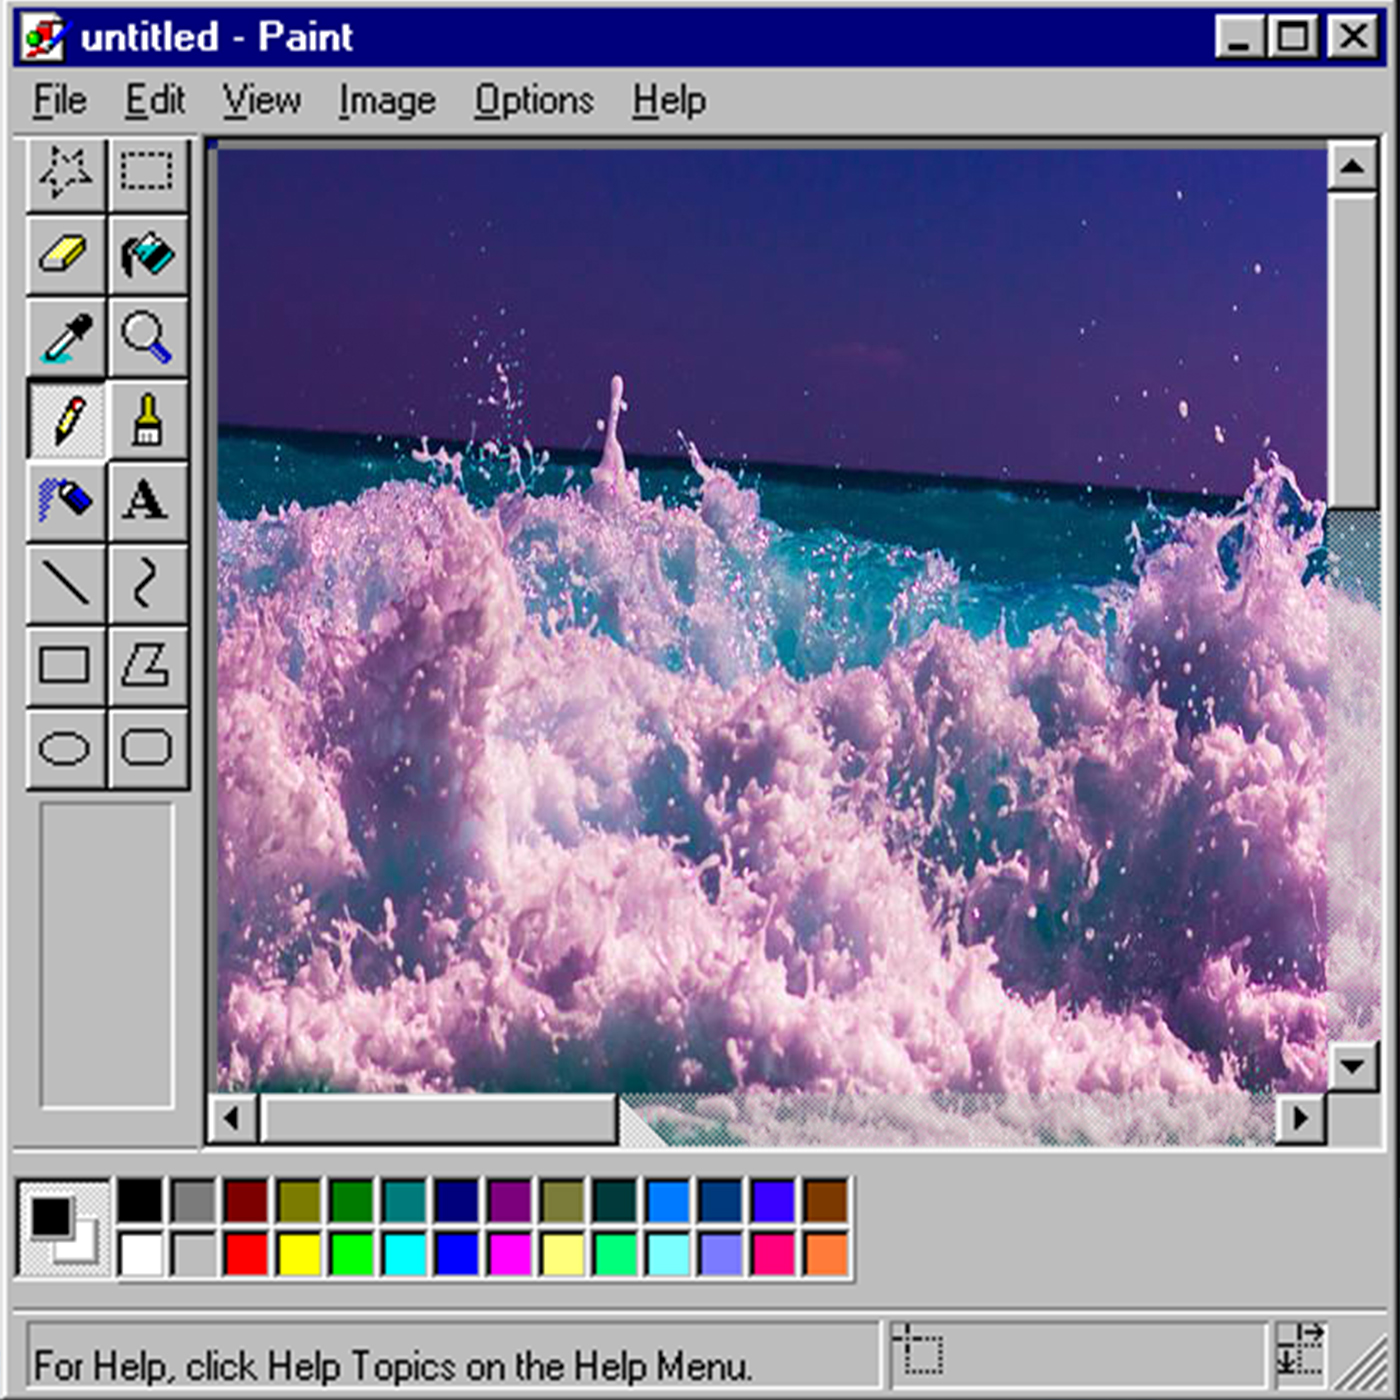 untitled - Paint
File Edit View Image Options Help
A
For Help, click Help Topics on the Help Menu.